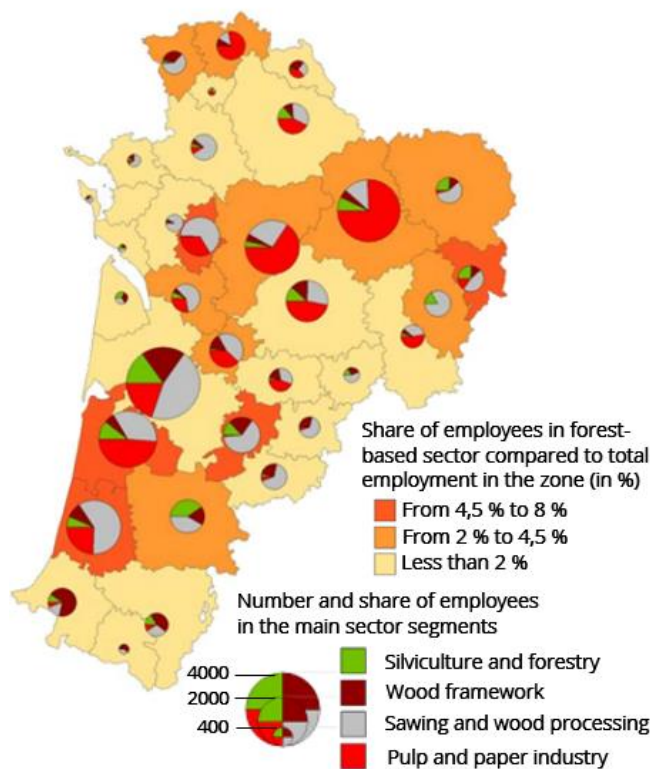 Share of employees in forest-
based sector compared to total
employment in the zone (in %)
From 4,5 % to 8 %
From 2 % to 4,5 %
Less than 2 %
Number and share of employees
in the main sector segments
4000
2000
400
Silviculture and forestry
Wood framework
Sawing and wood processing
Pulp and paper industry